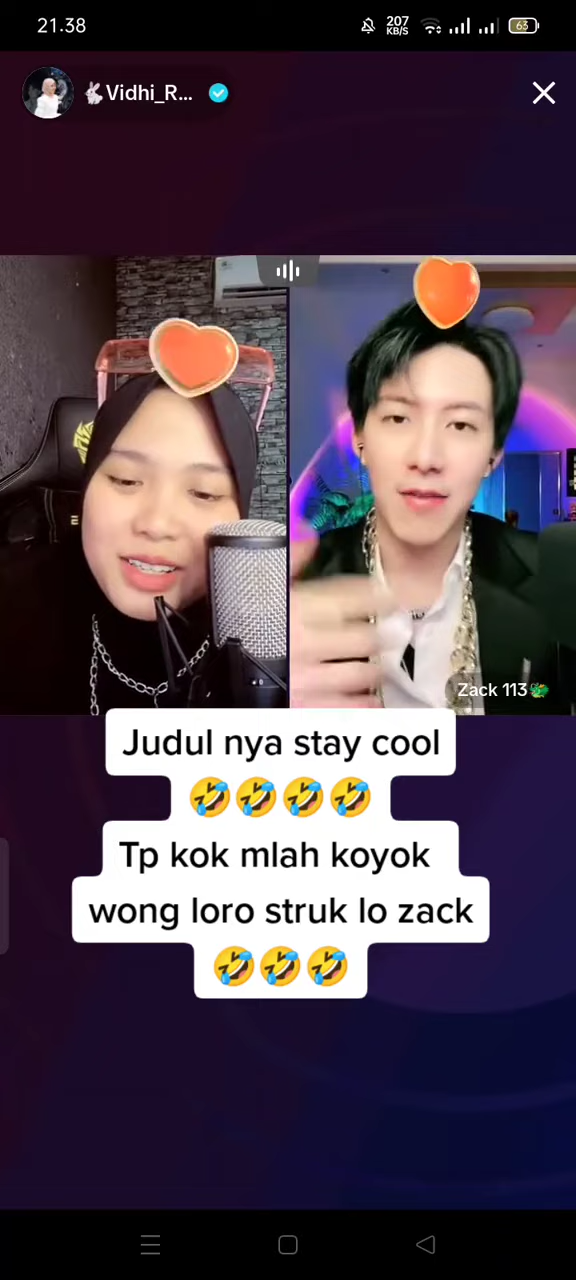 21.38
207
KB/S
63
🐇Vidhi_R...
Zack 113🐲
Judul nya stay cool
🤣🤣🤣🤣
Tp kok mlah koyok
wong loro struk lo zack
🤣🤣🤣